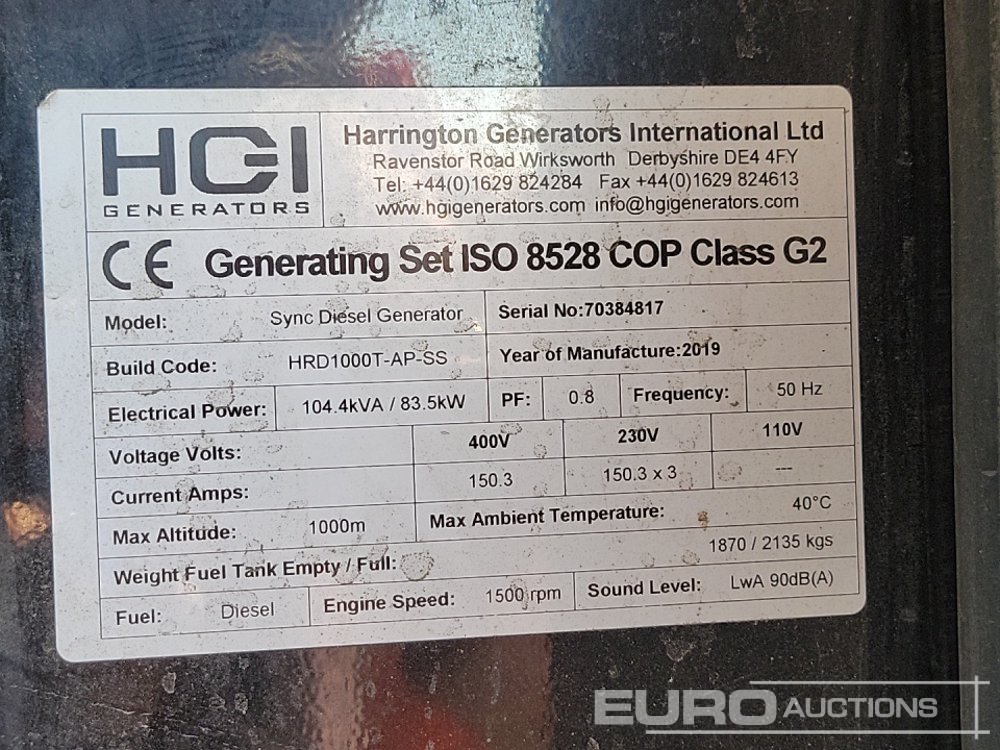 HGI
GENERATORS
Harrington Generators International Ltd
Ravenstor Road Wirksworth Derbyshire DE4 4FY
Tel: +44(0)1629 824284 Fax +44(0)1629 824613
www.hgigenerators.com info@hgigenerators.com
CE Generating Set ISO 8528 COP Class G2
Model: Sync Diesel Generator Serial No:70384817
Build Code: HRD1000T-AP-SS Year of Manufacture:2019
Electrical Power: 104.4kVA / 83.5kW PF: 0.8 Frequency: 50 Hz
Voltage Volts: 400V 230V 110V
Current Amps: 150.3 150.3 x 3 ---
Max Altitude: 1000m Max Ambient Temperature: 40°C
Weight Fuel Tank Empty / Full: 1870 / 2135 kgs
Fuel: Diesel Engine Speed: 1500 rpm Sound Level: LwA 90dB(A)
EURO AUCTIONS